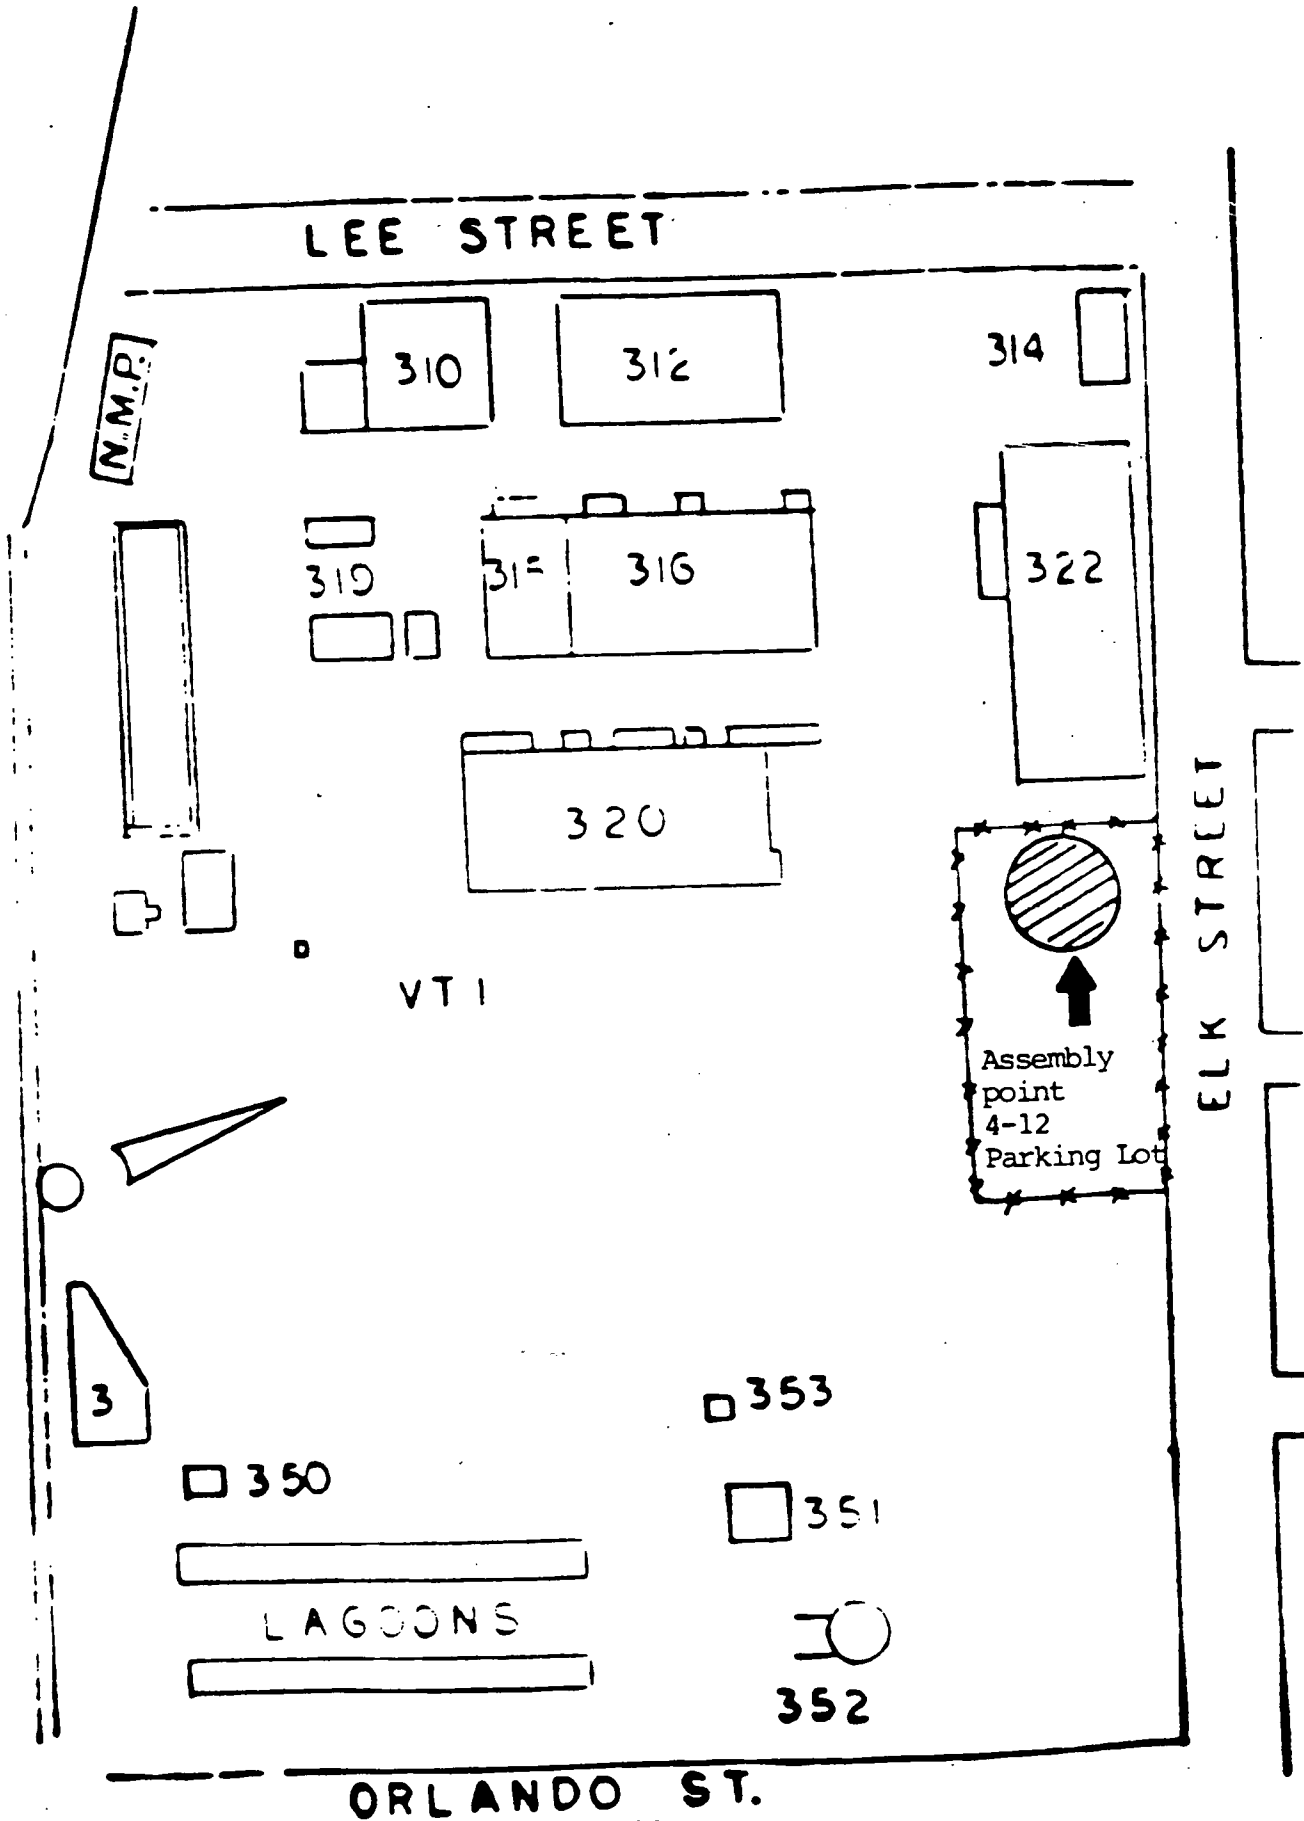 LEE STREET
310
312
314
N.M.P.
319
316
322
320
ELK STREET
VT 1
Assembly
point
4-12
Parking Lot
3
353
350
351
LAGOONS
352
ORLANDO ST.